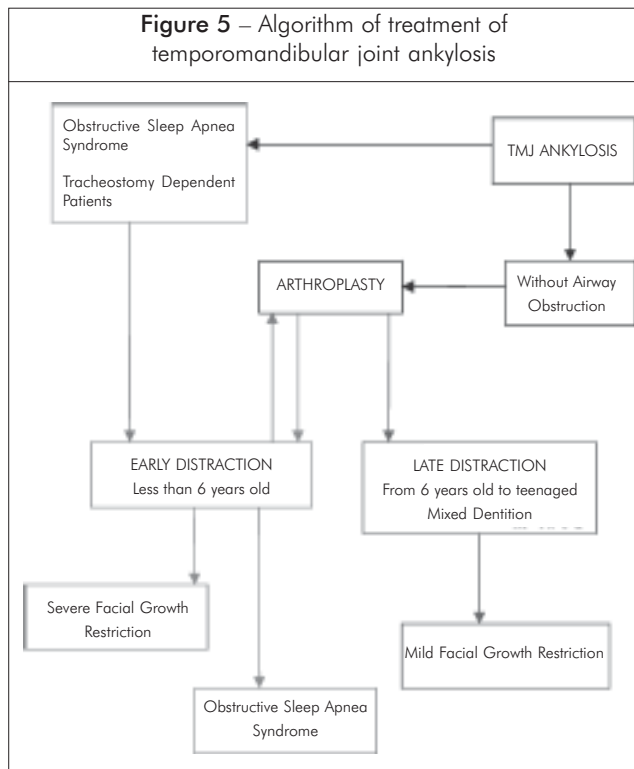 Figure 5 – Algorithm of treatment of
temporomandibular joint ankylosis
Obstructive Sleep Apnea
Syndrome
Tracheostomy Dependent
Patients
TMJ ANKYLOSIS
ARTHROPLASTY
Without Airway
Obstruction
EARLY DISTRACTION
Less than 6 years old
LATE DISTRACTION
From 6 years old to teenaged
Mixed Dentition
Severe Facial Growth
Restriction
Mild Facial Growth Restriction
Obstructive Sleep Apnea
Syndrome